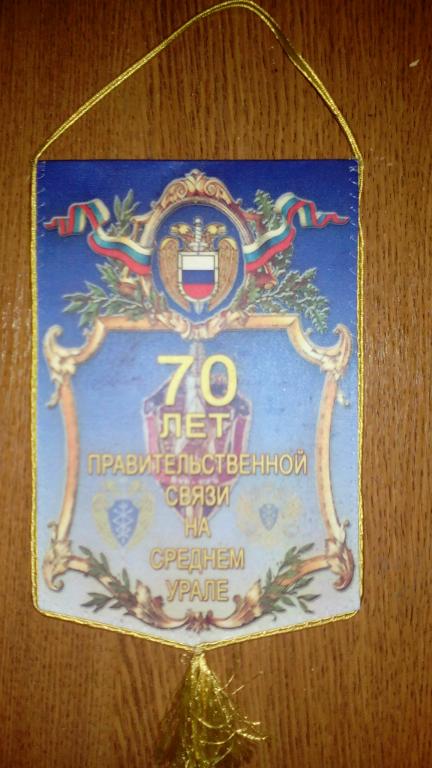 70
ЛЕТ
ПРАВИТЕЛЬСТВЕННОЙ
СВЯЗИ
НА
СРЕДНЕМ
УРАЛЕ